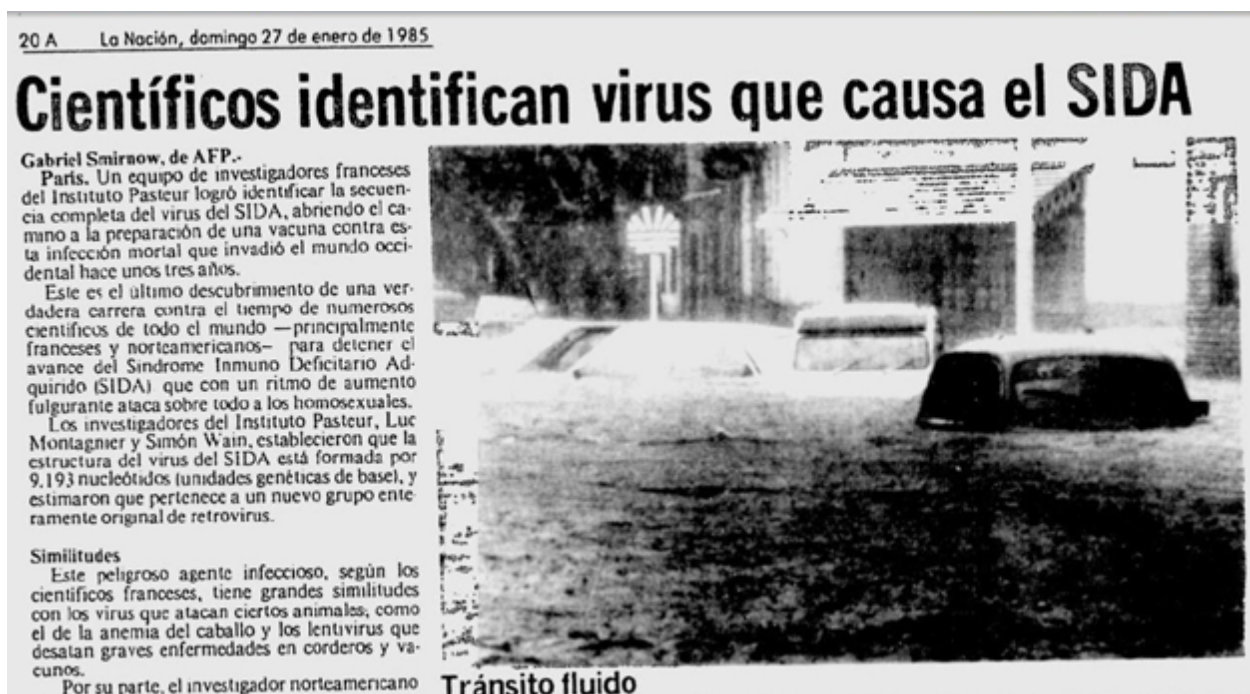 20 A La Nación, domingo 27 de enero de 1985
Científicos identifican virus que causa el SIDA
Gabriel Smirnow, de AFP.-
París. Un equipo de investigadores franceses
del Instituto Pasteur logró identificar la secuen-
cia completa del virus del SIDA, abriendo el ca-
mino a la preparación de una vacuna contra es-
ta infección mortal que invadió el mundo occi-
dental hace unos tres años.
Este es el último descubrimiento de una ver-
dadera carrera contra el tiempo de numerosos
científicos de todo el mundo —principalmente
franceses y norteamericanos— para detener el
avance del Síndrome Inmuno Deficitario Ad-
quirido (SIDA) que con un ritmo de aumento
fulgurante ataca sobre todo a los homosexuales.
Los investigadores del Instituto Pasteur, Luc
Montagnier y Simón Wain, establecieron que la
estructura del virus del SIDA está formada por
9.193 nucleótidos (unidades genéticas de base), y
estimaron que pertenece a un nuevo grupo ente-
ramente original de retrovirus.
Similitudes
Este peligroso agente infeccioso, según los
científicos franceses, tiene grandes similitudes
con los virus que atacan ciertos animales, como
el de la anemia del caballo y los lentivirus que
desatan graves enfermedades en corderos y va-
cunos.
Por su parte, el investigador norteamericano
Tránsito fluido